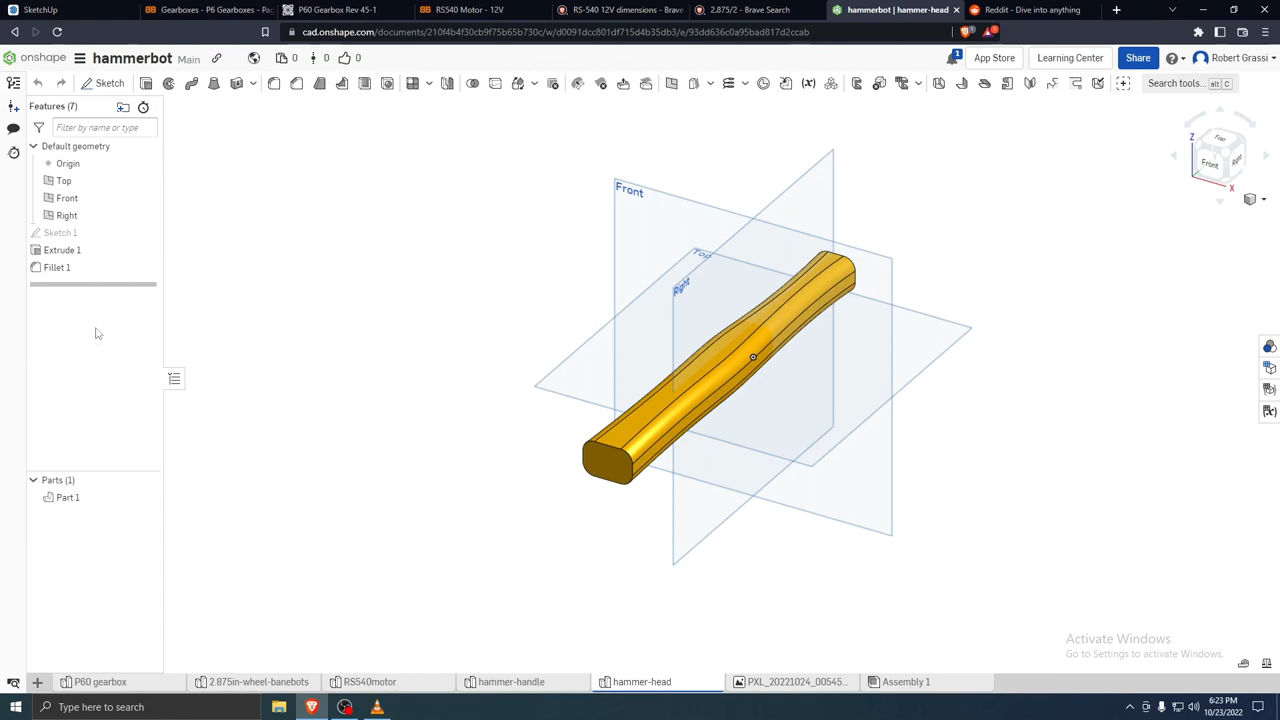 SketchUp
Gearboxes - P6 Gearboxes - Pa
P60 Gearbox Rev 45-1
RS540 Motor - 12V
RS-540 12V dimensions - Brave
2.875/2 - Brave Search
hammerbot | hammer-head
Reddit - Dive into anything
cad.onshape.com/documents/210f4b4f30cb9f75b65b730c/w/d0091dcc801df715d4b35db3/e/93dd636c0a95bad817d2ccab
onshape
hammerbot
Main
0
0
0
1
App Store
Learning Center
Share
Robert Grassi
Sketch
Search tools...
alt
C
Features (7)
Filter by name or type
Default geometry
Origin
Top
Front
Right
Sketch 1
Extrude 1
Fillet 1
Parts (1)
Part 1
Front
Top
Right
Z
Top
Front
Right
X
Activate Windows
Go to Settings to activate Windows.
P60 gearbox
2.875in-wheel-banebots
RS540motor
hammer-handle
hammer-head
PXL_20221024_00545...
Assembly 1
Type here to search
6:23 PM
10/23/2022